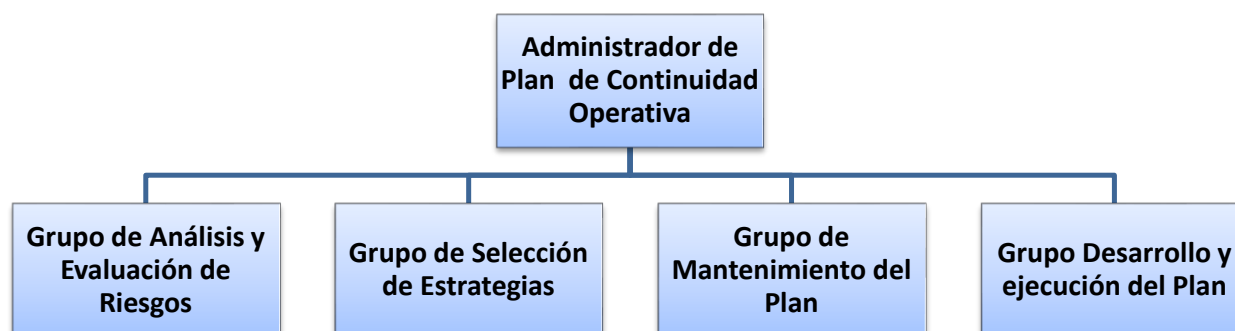 Administrador de
Plan de Continuidad
Operativa
Grupo de Análisis y
Evaluación de
Riesgos
Grupo de Selección
de Estrategias
Grupo de
Mantenimiento del
Plan
Grupo Desarrollo y
ejecución del Plan